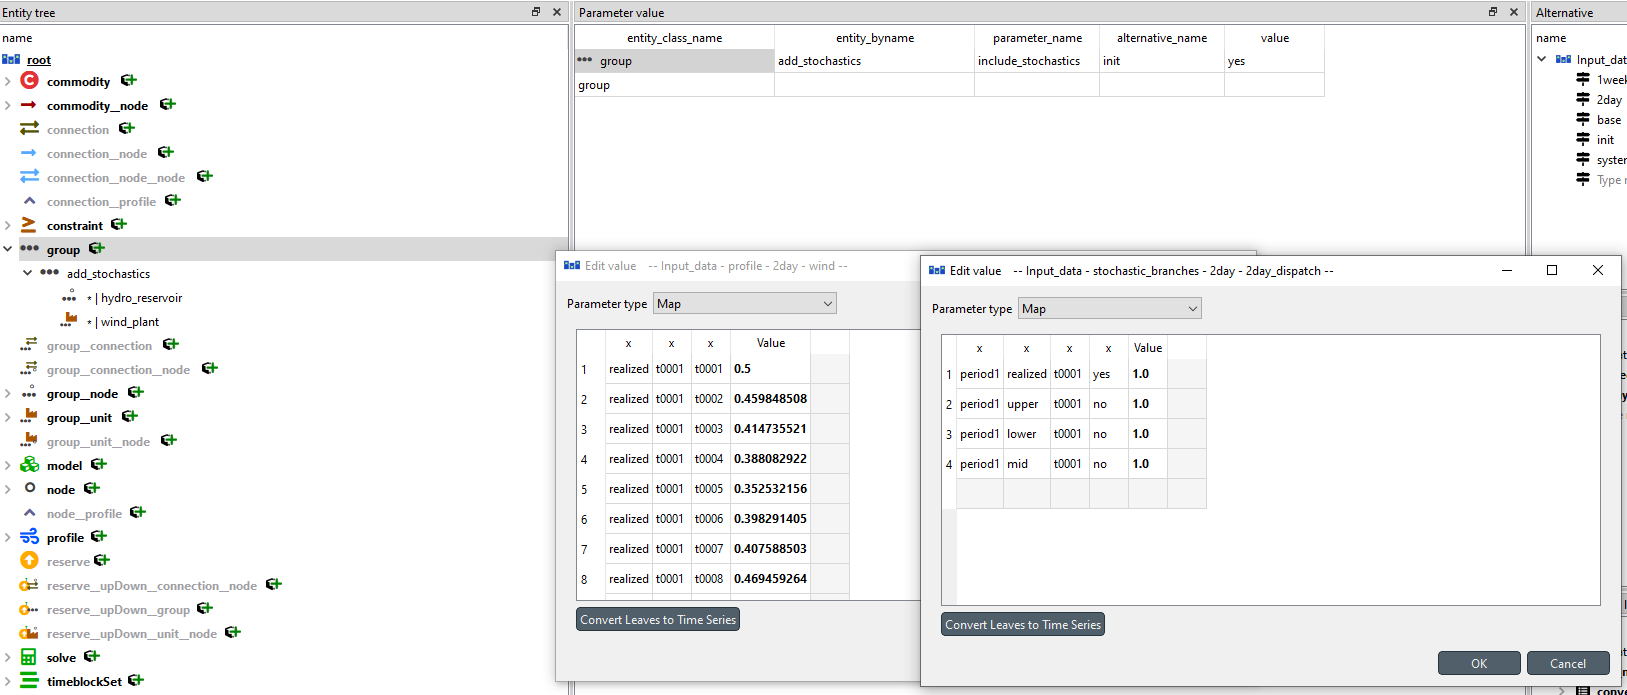 Entity tree
name
root
commodity
commodity__node
connection
connection__node
connection__node__node
connection__profile
constraint
group
add_stochastics
* | hydro_reservoir
* | wind_plant
group__connection
group__connection__node
group__node
group__unit
group__unit__node
model
node
node__profile
profile
reserve
reserve__upDown__connection__node
reserve__upDown__group
reserve__upDown__unit__node
solve
timeblockSet
Parameter value
entity_class_name entity_byname parameter_name alternative_name value
group add_stochastics include_stochastics init yes
group
Alternative
name
Input_dat
1week
2day
base
init
system
Type n
Edit value -- Input_data - profile - 2day - wind --
Parameter type Map
x x x Value
1 realized t0001 t0001 0.5
2 realized t0001 t0002 0.459848508
3 realized t0001 t0003 0.414735521
4 realized t0001 t0004 0.388082922
5 realized t0001 t0005 0.352532156
6 realized t0001 t0006 0.398291405
7 realized t0001 t0007 0.407588503
8 realized t0001 t0008 0.469459264
Convert Leaves to Time Series
Edit value -- Input_data - stochastic_branches - 2day - 2day_dispatch --
Parameter type Map
x x x x Value
1 period1 realized t0001 yes 1.0
2 period1 upper t0001 no 1.0
3 period1 lower t0001 no 1.0
4 period1 mid t0001 no 1.0
Convert Leaves to Time Series
OK Cancel
conve